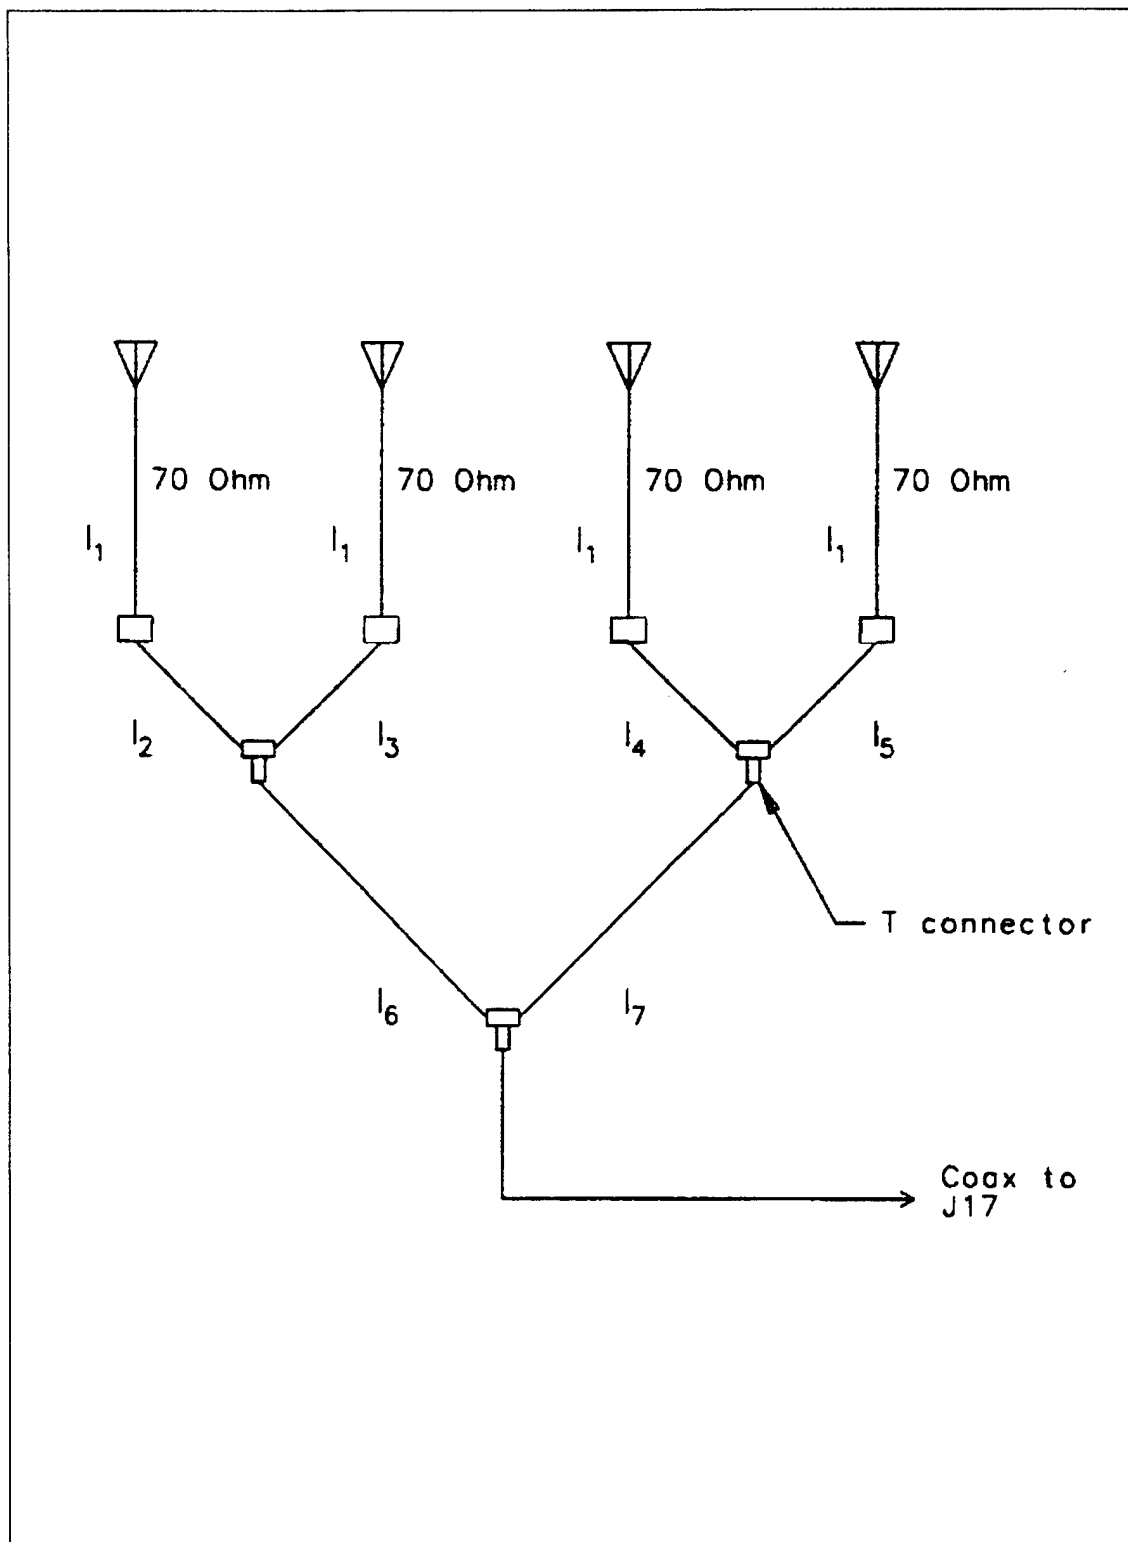 70 Ohm 70 Ohm 70 Ohm 70 Ohm
l₁ l₁ l₁ l₁
l₂ l₃ l₄ l₅
T connector
l₆ l₇
Coax to
J17